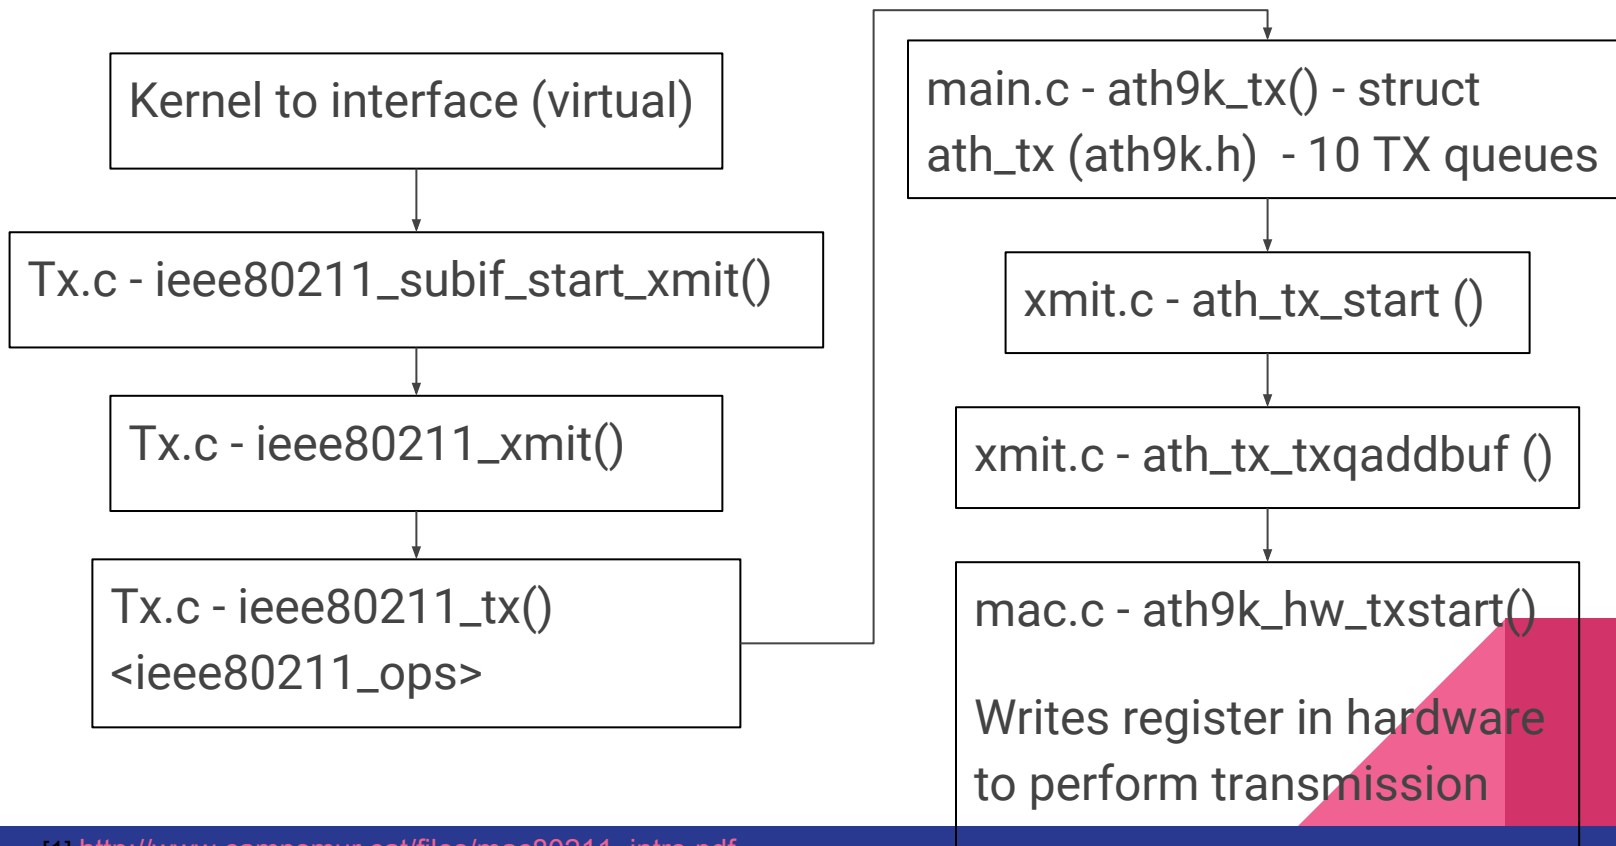 Kernel to interface (virtual)
Tx.c - ieee80211_subif_start_xmit()
Tx.c - ieee80211_xmit()
Tx.c - ieee80211_tx()
<ieee80211_ops>
main.c - ath9k_tx() - struct
ath_tx (ath9k.h) - 10 TX queues
xmit.c - ath_tx_start ()
xmit.c - ath_tx_txqaddbuf ()
mac.c - ath9k_hw_txstart()
Writes register in hardware
to perform transmission
[1]